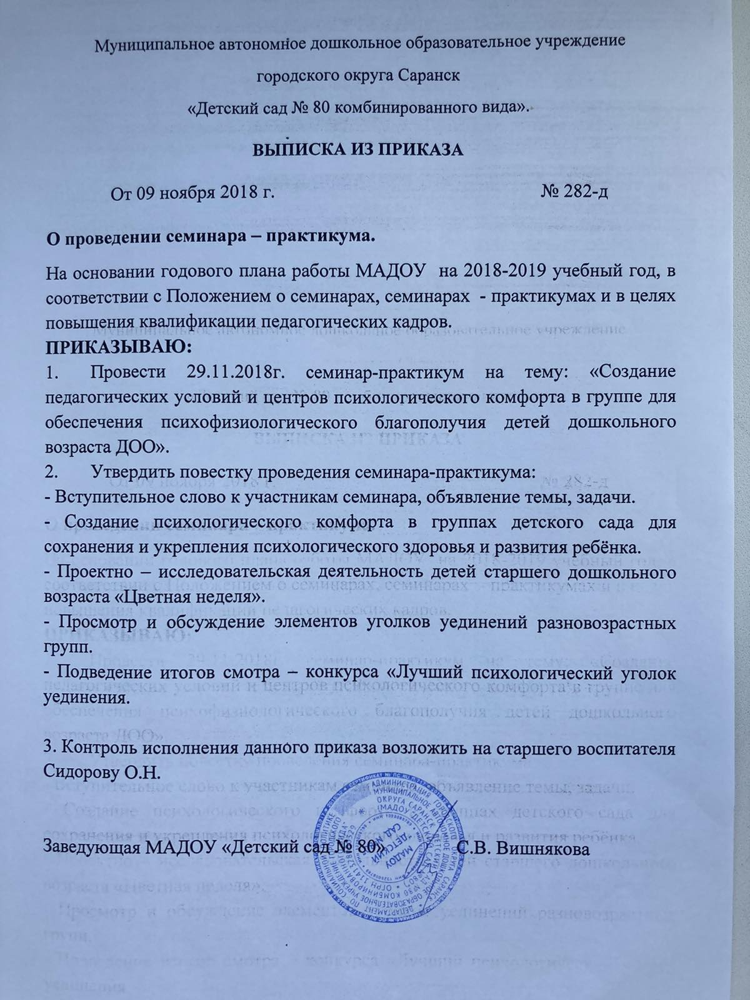 Муниципальное автономное дошкольное образовательное учреждение
городского округа Саранск
«Детский сад № 80 комбинированного вида».
ВЫПИСКА ИЗ ПРИКАЗА
От 09 ноября 2018 г. № 282-д
О проведении семинара – практикума.
На основании годового плана работы МАДОУ на 2018-2019 учебный год, в
соответствии с Положением о семинарах, семинарах - практикумах и в целях
повышения квалификации педагогических кадров.
ПРИКАЗЫВАЮ:
1. Провести 29.11.2018г. семинар-практикум на тему: «Создание
педагогических условий и центров психологического комфорта в группе для
обеспечения психофизиологического благополучия детей дошкольного
возраста ДОО».
2. Утвердить повестку проведения семинара-практикума:
- Вступительное слово к участникам семинара, объявление темы, задачи.
- Создание психологического комфорта в группах детского сада для
сохранения и укрепления психологического здоровья и развития ребёнка.
- Проектно – исследовательская деятельность детей старшего дошкольного
возраста «Цветная неделя».
- Просмотр и обсуждение элементов уголков уединений разновозрастных
групп.
- Подведение итогов смотра – конкурса «Лучший психологический уголок
уединения.
3. Контроль исполнения данного приказа возложить на старшего воспитателя
Сидорову О.Н.
Заведующая МАДОУ «Детский сад № 80» С.В. Вишнякова
МАДОУ
"ДЕТСКИЙ